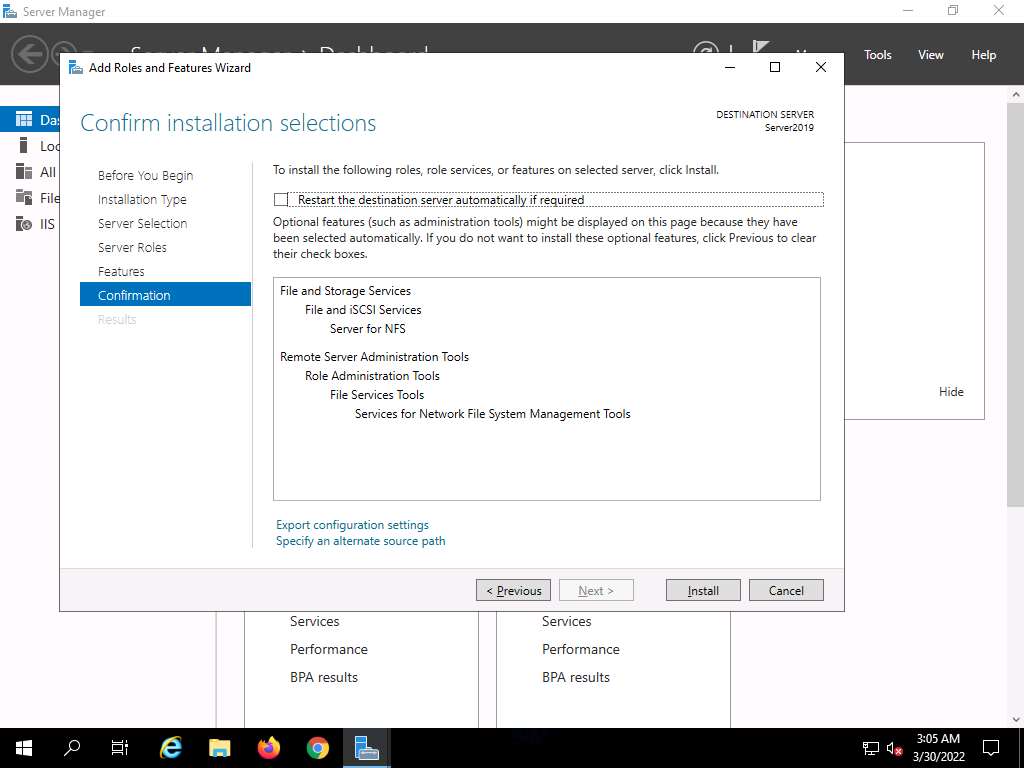 Server Manager
Server Manager › Dashboard
Tools View Help
Add Roles and Features Wizard
Confirm installation selections
DESTINATION SERVER
Server2019
Before You Begin
Installation Type
Server Selection
Server Roles
Features
Confirmation
Results
To install the following roles, role services, or features on selected server, click Install.
Restart the destination server automatically if required
Optional features (such as administration tools) might be displayed on this page because they have
been selected automatically. If you do not want to install these optional features, click Previous to clear
their check boxes.
File and Storage Services
File and iSCSI Services
Server for NFS
Remote Server Administration Tools
Role Administration Tools
File Services Tools
Services for Network File System Management Tools
Export configuration settings
Specify an alternate source path
< Previous Next > Install Cancel
All
File
IIS
Hide
Services
Performance
BPA results
Services
Performance
BPA results
3:05 AM
3/30/2022